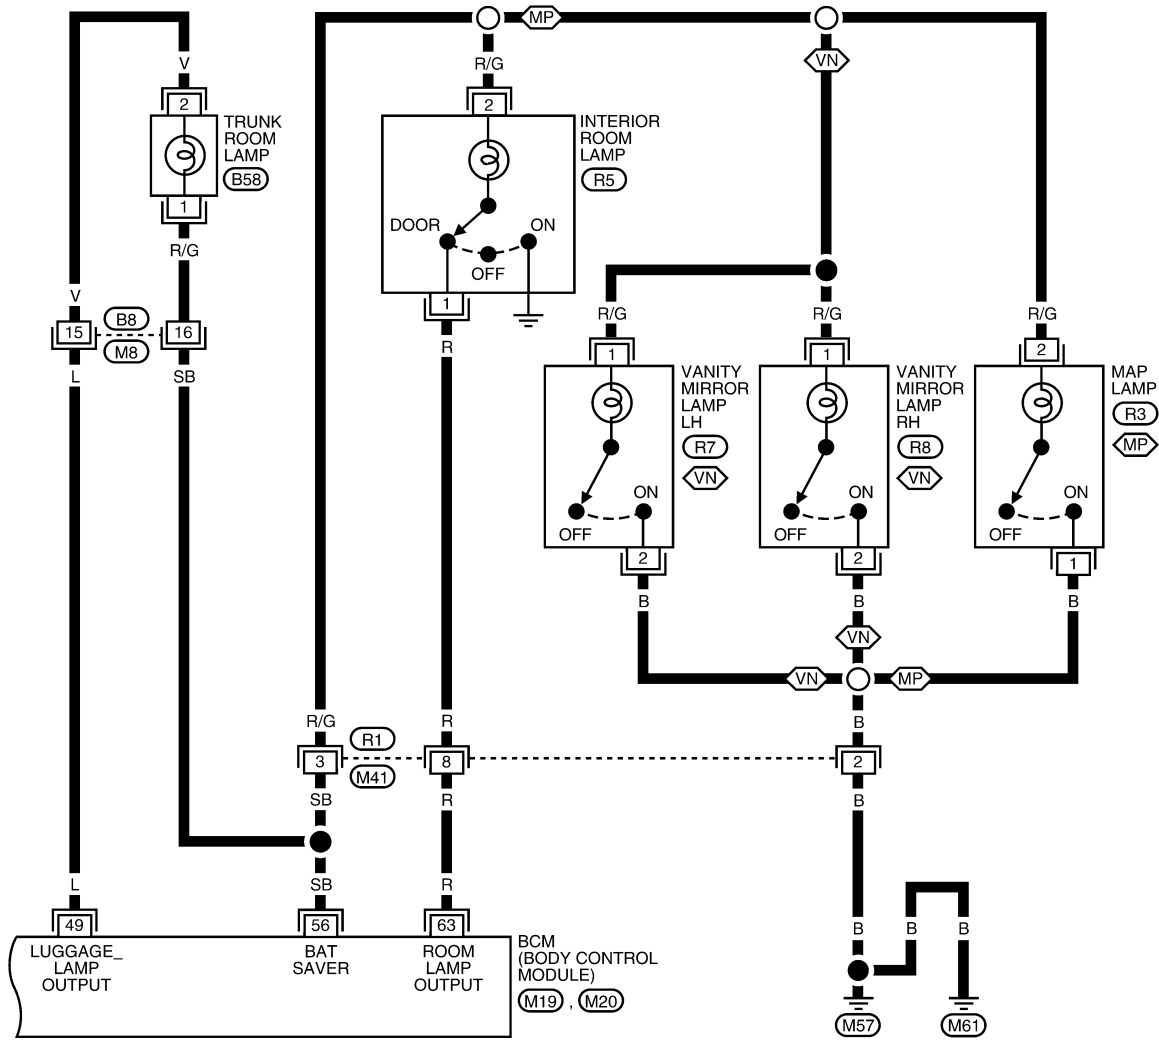 MP
V
R/G
VN
2
TRUNK
ROOM
LAMP
B58
2
INTERIOR
ROOM
LAMP
R5
1
R/G
DOOR
ON
OFF
1
R
V
15
B8
M8
16
L
SB
R/G
R/G
R/G
1
VANITY
MIRROR
LAMP
LH
R7
VN
ON
OFF
2
B
1
VANITY
MIRROR
LAMP
RH
R8
VN
ON
OFF
2
B
2
MAP
LAMP
R3
MP
ON
OFF
1
B
VN
VN
MP
R/G
R
B
R1
3
M41
8
2
SB
R
B
L
SB
R
49
56
63
B
B
B
LUGGAGE_
LAMP
OUTPUT
BAT
SAVER
ROOM
LAMP
OUTPUT
BCM
(BODY CONTROL
MODULE)
M19 , M20
M57
M61